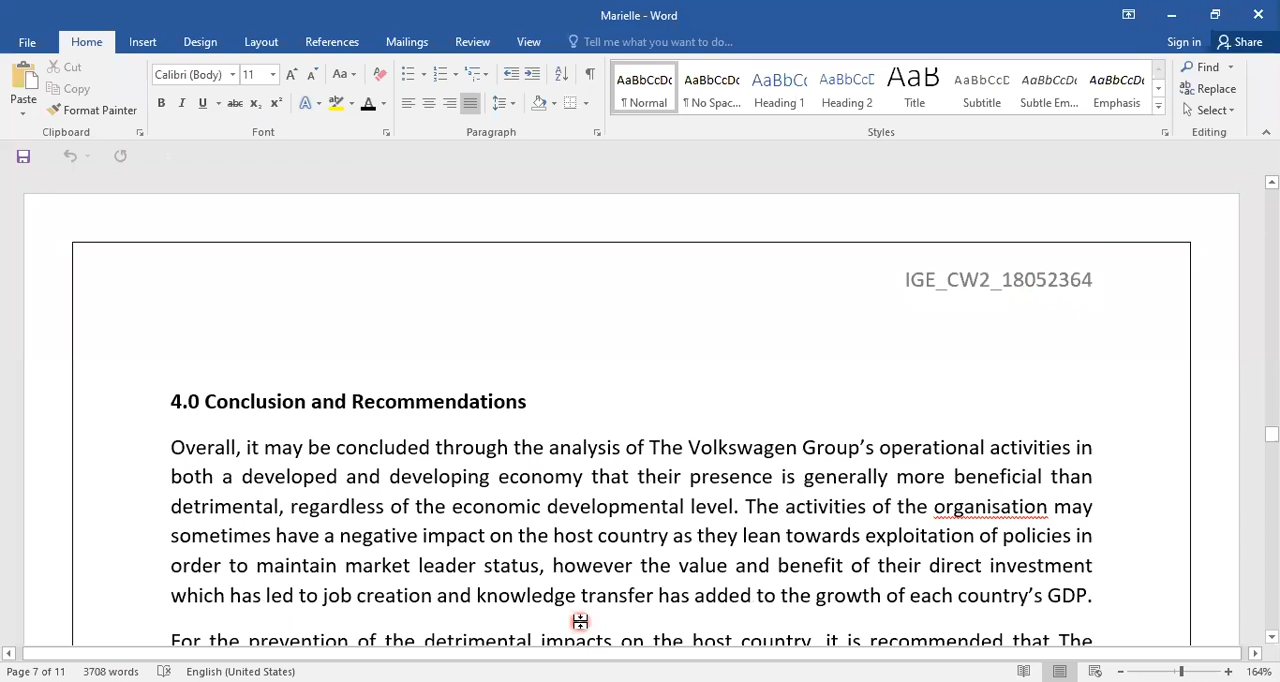 Marielle - Word
File Home Insert Design Layout References Mailings Review View Tell me what you want to do... Sign in Share
Paste Cut Copy Format Painter Clipboard
Calibri (Body) 11 Aa A B I U abc x₂ x² A A Font
Paragraph
AaBbCcDc ¶ Normal AaBbCcDc ¶ No Spac... AaBbC( Heading 1 AaBbCcE Heading 2 AaB Title AaBbCcD Subtitle AaBbCcDc Subtle Em... AaBbCcDc Emphasis Styles
Find Replace Select Editing
IGE_CW2_18052364
4.0 Conclusion and Recommendations
Overall, it may be concluded through the analysis of The Volkswagen Group's operational activities in
both a developed and developing economy that their presence is generally more beneficial than
detrimental, regardless of the economic developmental level. The activities of the organisation may
sometimes have a negative impact on the host country as they lean towards exploitation of policies in
order to maintain market leader status, however the value and benefit of their direct investment
which has led to job creation and knowledge transfer has added to the growth of each country's GDP.
For the prevention of the detrimental impacts on the host country, it is recommended that The
Page 7 of 11 3708 words English (United States) 164%